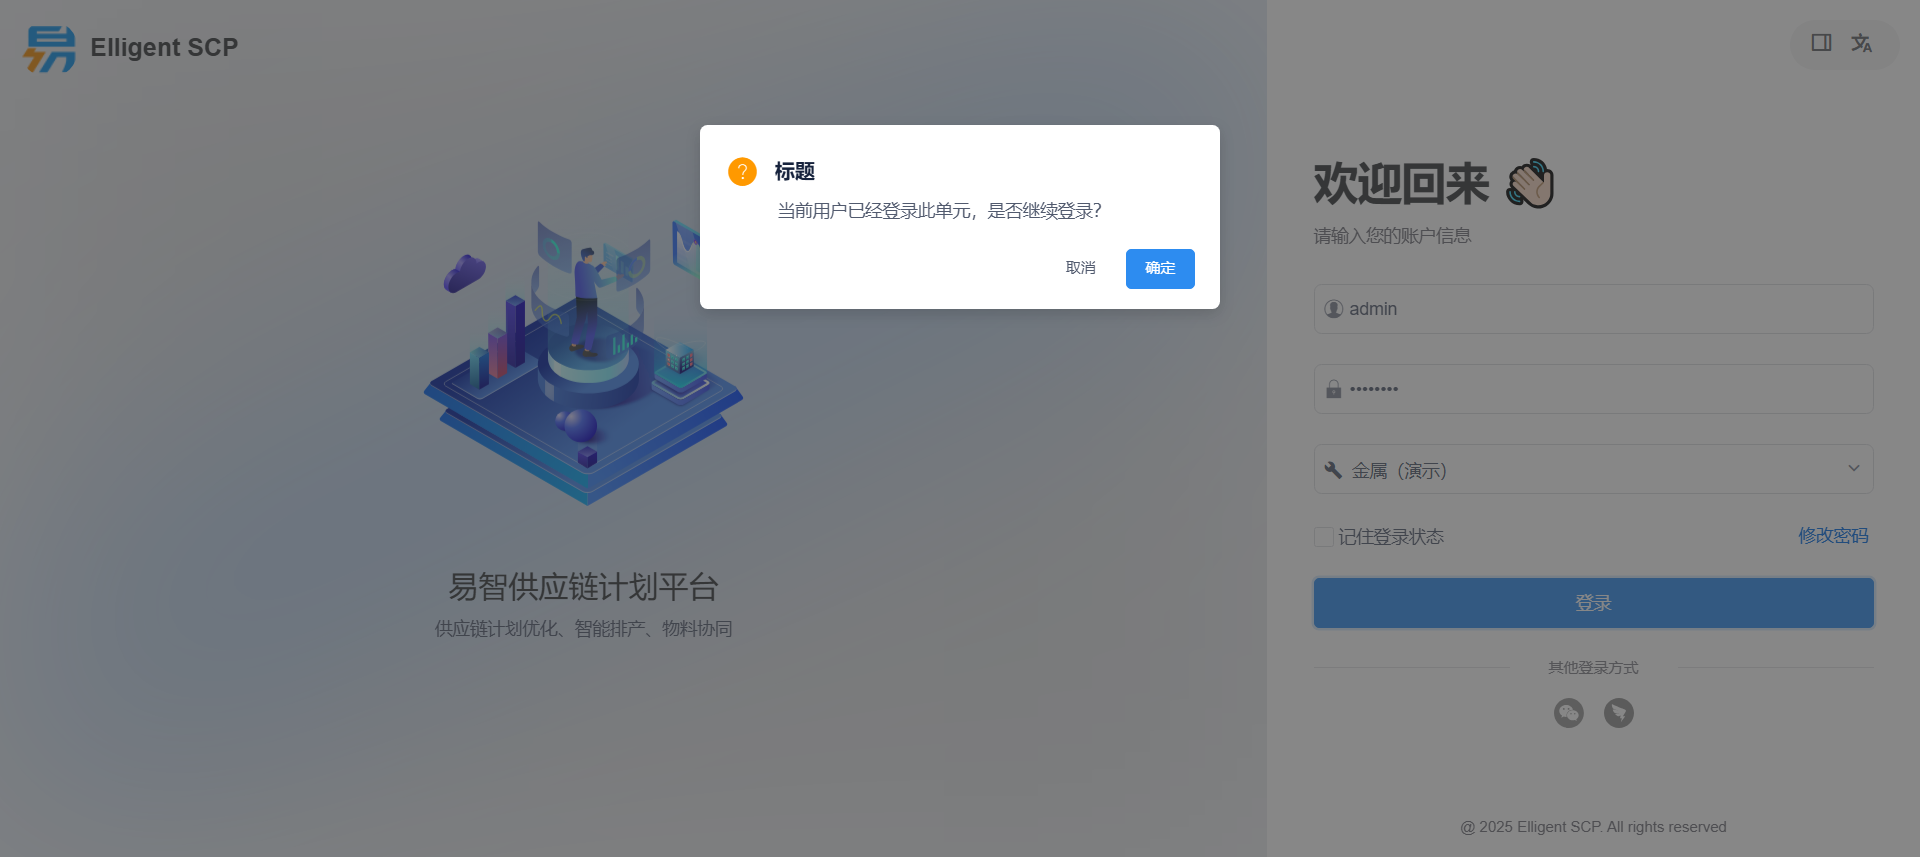 Elligent SCP
标题
当前用户已经登录此单元，是否继续登录?
取消
确定
易智供应链计划平台
供应链计划优化、智能排产、物料协同
欢迎回来
请输入您的账户信息
admin
••••••••
金属（演示）
记住登录状态
修改密码
登录
其他登录方式
@ 2025 Elligent SCP. All rights reserved